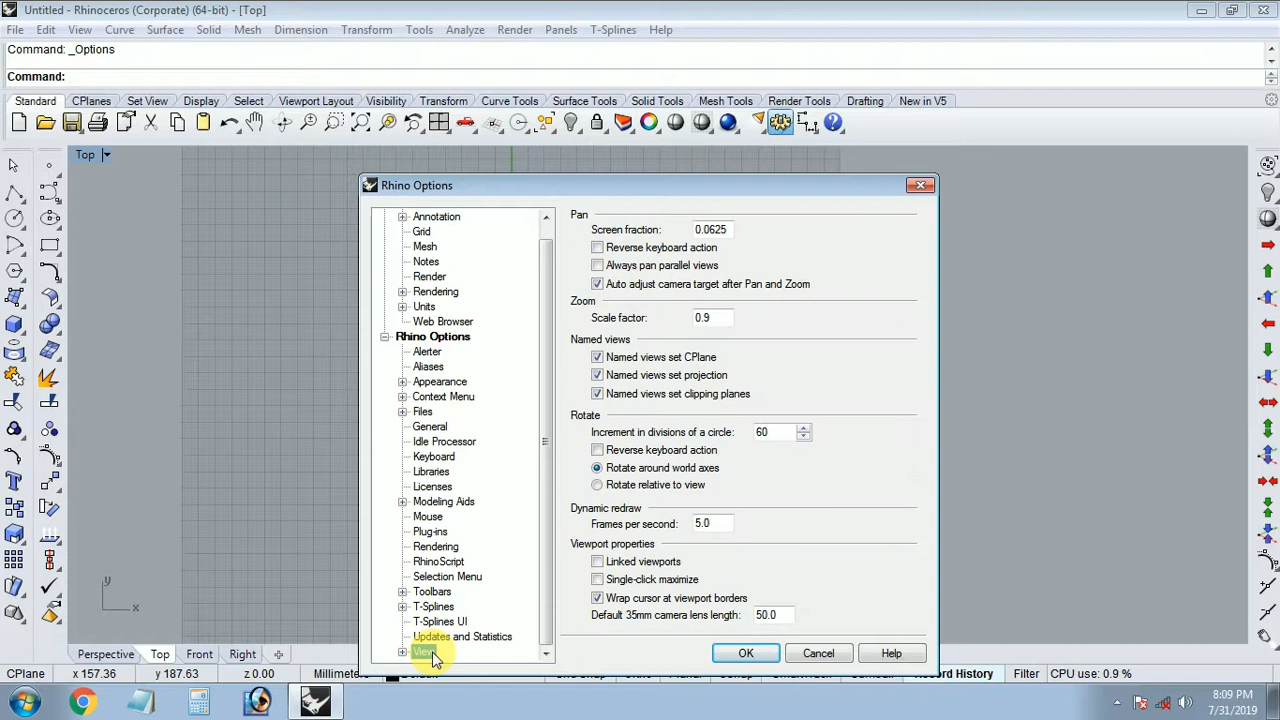 Untitled - Rhinoceros (Corporate) (64-bit) - [Top]
File Edit View Curve Surface Solid Mesh Dimension Transform Tools Analyze Render Panels T-Splines Help
Command: _Options
Command:
Standard CPlanes Set View Display Select Viewport Layout Visibility Transform Curve Tools Surface Tools Solid Tools Mesh Tools Render Tools Drafting New in V5
Top
Rhino Options
Annotation
Grid
Mesh
Notes
Render
Rendering
Units
Web Browser
Rhino Options
Alerter
Aliases
Appearance
Context Menu
Files
General
Idle Processor
Keyboard
Libraries
Licenses
Modeling Aids
Mouse
Plug-ins
Rendering
RhinoScript
Selection Menu
Toolbars
T-Splines
T-Splines UI
Updates and Statistics
View
Pan
Screen fraction: 0.0625
Reverse keyboard action
Always pan parallel views
Auto adjust camera target after Pan and Zoom
Zoom
Scale factor: 0.9
Named views
Named views set CPlane
Named views set projection
Named views set clipping planes
Rotate
Increment in divisions of a circle: 60
Reverse keyboard action
Rotate around world axes
Rotate relative to view
Dynamic redraw
Frames per second: 5.0
Viewport properties
Linked viewports
Single-click maximize
Wrap cursor at viewport borders
Default 35mm camera lens length: 50.0
OK Cancel Help
y
x
Perspective Top Front Right
CPlane x 157.36 y 187.63 z 0.00 Millimete Record History Filter CPU use: 0.9 %
8:09 PM
7/31/2019